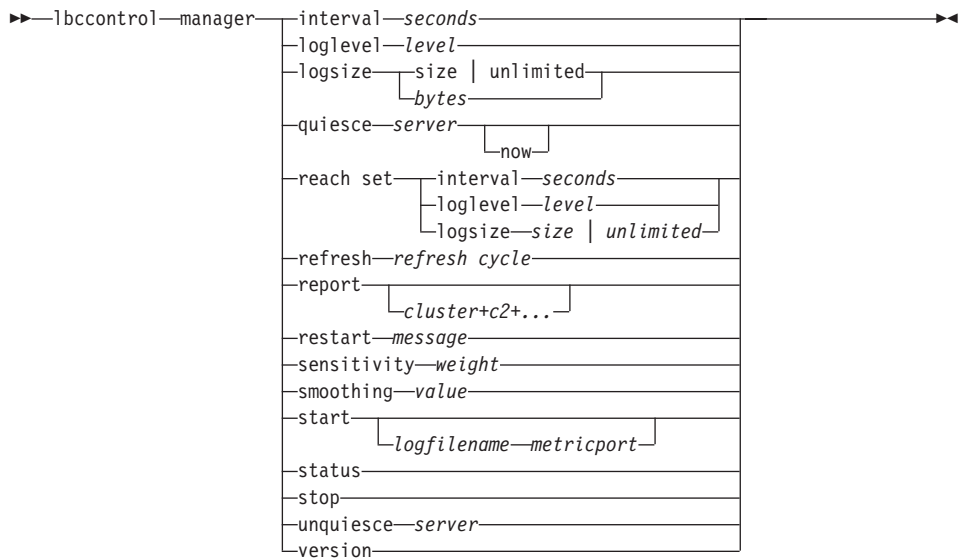 lbccontrol manager interval seconds
loglevel level
logsize size | unlimited
bytes
quiesce server
now
reach set interval seconds
loglevel level
logsize size | unlimited
refresh refresh cycle
report
cluster+c2+...
restart message
sensitivity weight
smoothing value
start
logfilename metricport
status
stop
unquiesce server
version